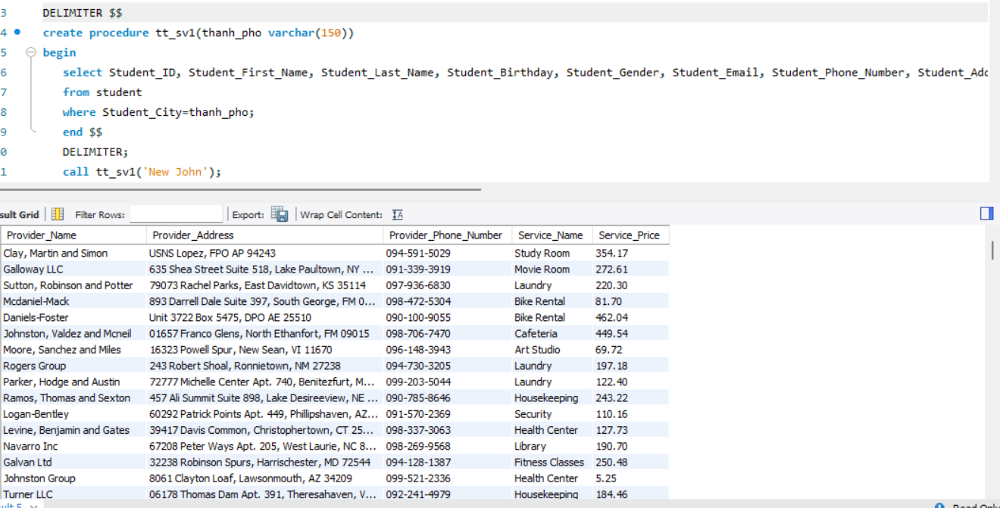 3 DELIMITER $$
4 create procedure tt_sv1(thanh_pho varchar(150))
5 begin
6 select Student_ID, Student_First_Name, Student_Last_Name, Student_Birthday, Student_Gender, Student_Email, Student_Phone_Number,
7 from student
8 where Student_City=thanh_pho;
9 end $$
0 DELIMITER;
1 call tt_sv1('New John');
Grid Filter Rows: Export: Wrap Cell Content:
Provider_Name Provider_Address Provider_Phone_Number Service_Name Service_Price
Clay, Martin and Simon USNS Lopez, FPO AP 94243 094-591-5029 Study Room 354.17
Galloway LLC 635 Shea Street Suite 518, Lake Paultown, NY ... 091-339-3919 Movie Room 272.61
Sutton, Robinson and Potter 79073 Rachel Parks, East Davidtown, KS 35114 097-936-6830 Laundry 220.30
Mcdaniel-Mack 893 Darrell Dale Suite 397, South George, FM 0... 098-472-5304 Bike Rental 81.70
Daniels-Foster Unit 3722 Box 5475, DPO AE 25510 090-100-9055 Bike Rental 462.04
Johnston, Valdez and Mcneil 01657 Franco Glens, North Ethanfort, FM 09015 098-706-7470 Cafeteria 449.54
Moore, Sanchez and Miles 16323 Powell Spur, New Sean, VI 11670 096-148-3943 Art Studio 69.72
Rogers Group 243 Robert Shoal, Ronnietown, NM 27238 094-730-3205 Laundry 197.18
Parker, Hodge and Austin 72777 Michelle Center Apt. 740, Benitezfurt, M... 099-203-5044 Laundry 122.40
Ramos, Thomas and Sexton 457 Ali Summit Suite 898, Lake Desireeview, NE ... 090-785-8646 Housekeeping 243.22
Logan-Bentley 60292 Patrick Points Apt. 449, Phillipshaven, AZ... 091-570-2369 Security 110.16
Levine, Benjamin and Gates 39417 Davis Common, Christophertown, CT 25... 098-337-3063 Health Center 127.73
Navarro Inc 67208 Peter Ways Apt. 205, West Laurie, NC 8... 098-269-9568 Library 190.70
Galvan Ltd 32238 Robinson Spurs, Harrischester, MD 72544 094-128-1387 Fitness Classes 250.48
Johnston Group 8061 Clayton Loaf, Lawsonmouth, AZ 34209 099-521-2336 Health Center 5.25
Turner LLC 06178 Thomas Dam Apt. 391, Theresahaven, V... 092-241-4979 Housekeeping 184.46